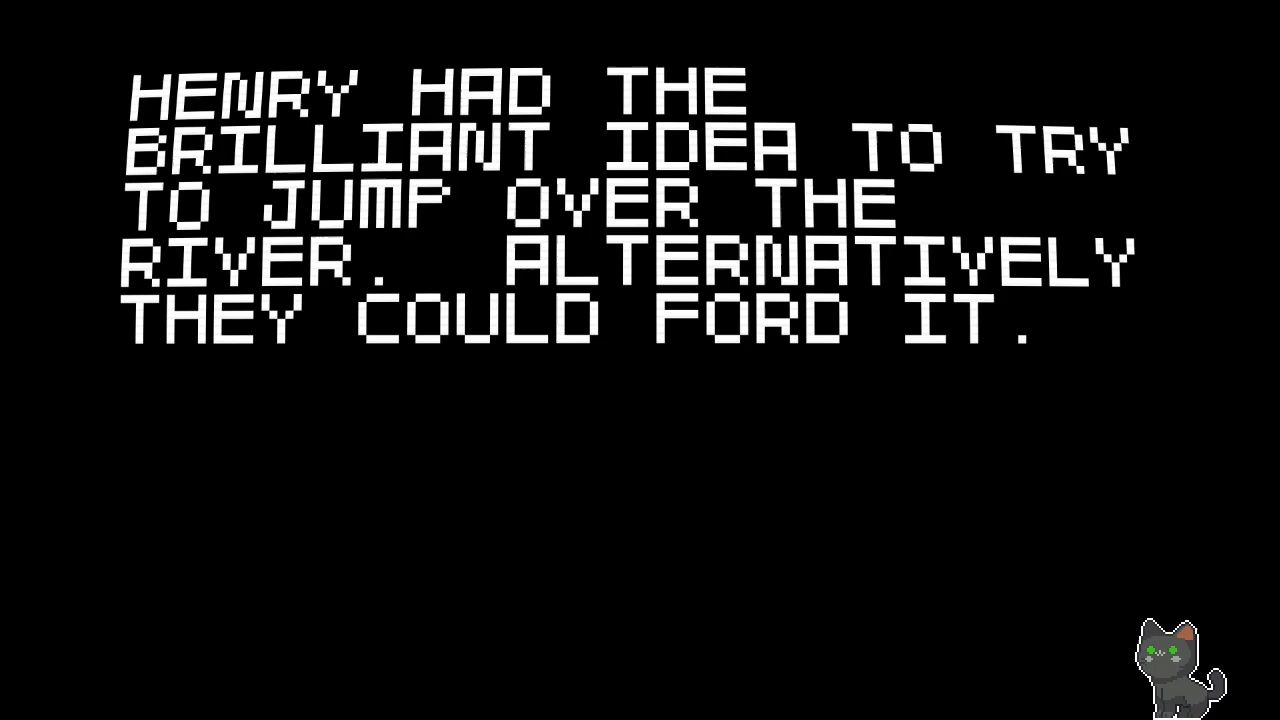 HENRY HAD THE
BRILLIANT IDEA TO TRY
TO JUMP OVER THE
RIVER.  ALTERNATIVELY
THEY COULD FORD IT.